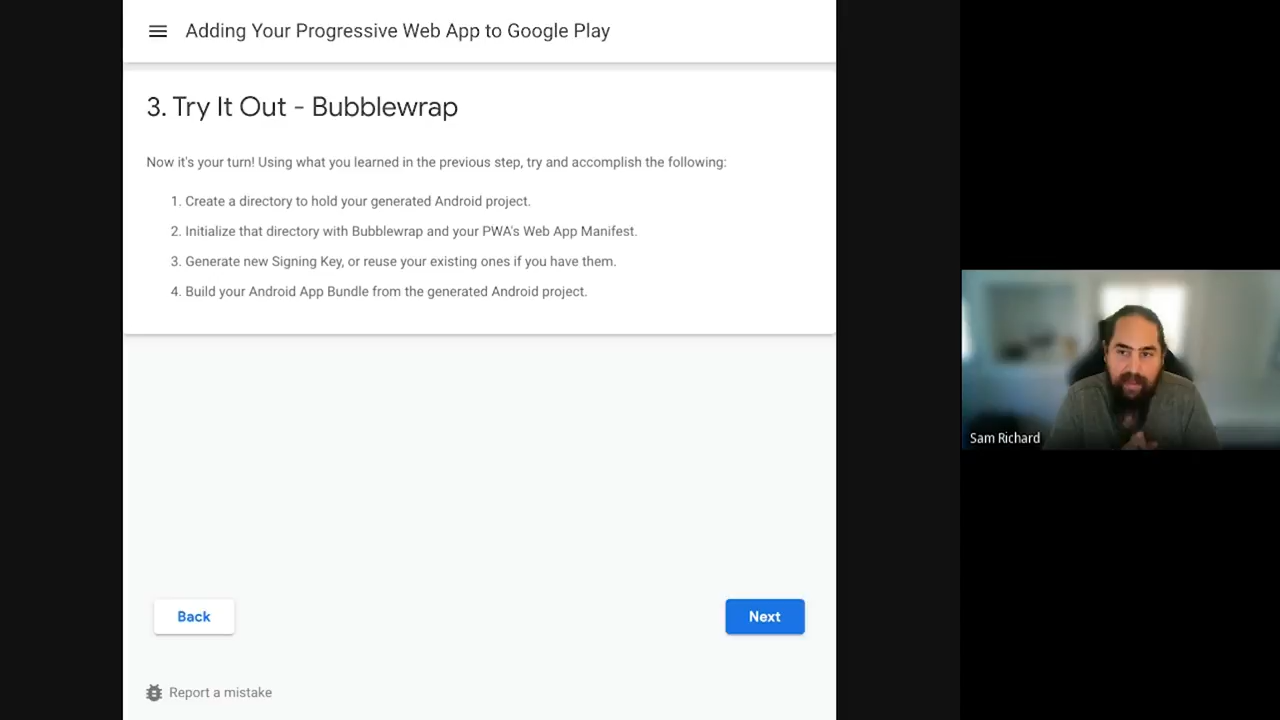 Adding Your Progressive Web App to Google Play
3. Try It Out - Bubblewrap
Now it's your turn! Using what you learned in the previous step, try and accomplish the following:
1. Create a directory to hold your generated Android project.
2. Initialize that directory with Bubblewrap and your PWA's Web App Manifest.
3. Generate new Signing Key, or reuse your existing ones if you have them.
4. Build your Android App Bundle from the generated Android project.
Sam Richard
Back
Next
Report a mistake